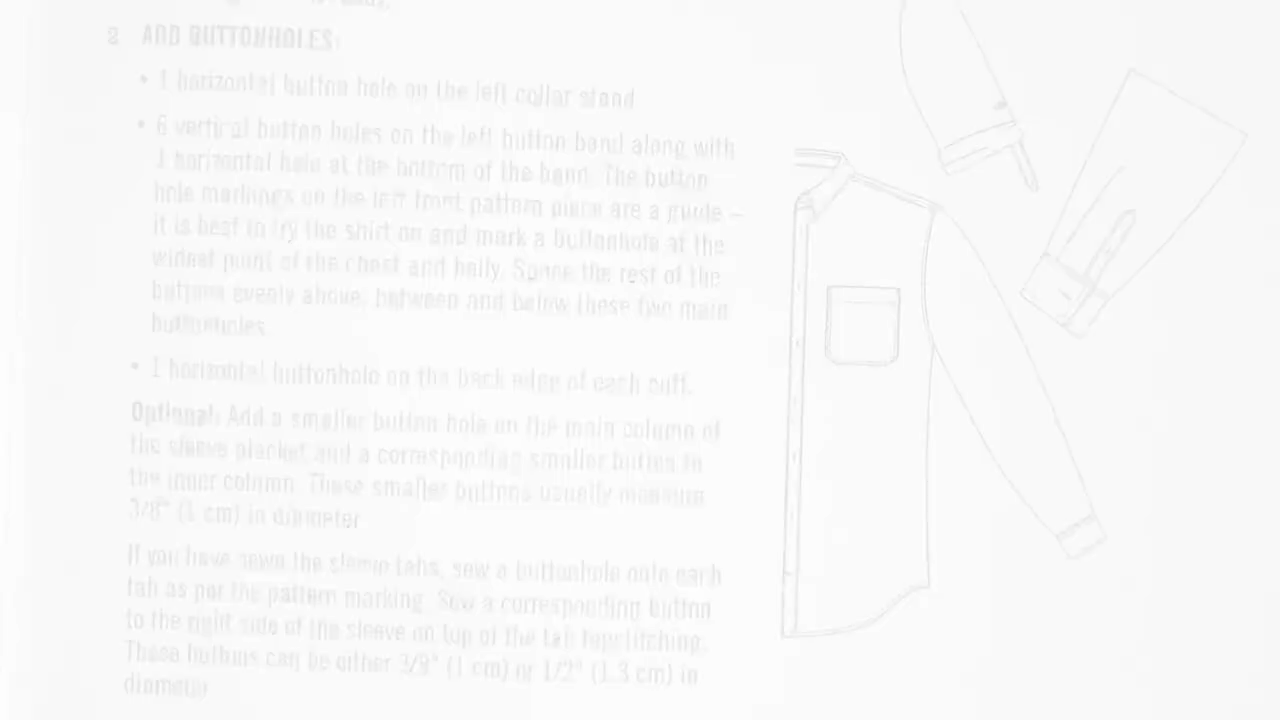 ADD BUTTONHOLES:
• 1 horizontal button hole on the left collar stand
• 6 vertical button holes on the left button band along with
1 horizontal hole at the bottom of the band. The button
hole markings on the left front pattern piece are a guide –
it is best to try the shirt on and mark a buttonhole at the
widest point of the chest and belly. Space the rest of the
buttons evenly above, between and below these two main
buttonholes
• 1 horizontal buttonhole on the back edge of each cuff.
Optional: Add a smaller button hole on the main column of
the sleeve placket and a corresponding smaller button to
the inner column. These smaller buttons usually measure
3/8" (1 cm) in diameter
If you have sewn the sleeve tabs, sew a buttonhole onto each
tab as per the pattern marking. Sew a corresponding button
to the right side of the sleeve on top of the tab topstitching.
These buttons can be either 3/8" (1 cm) or 1/2" (1.3 cm) in
diameter